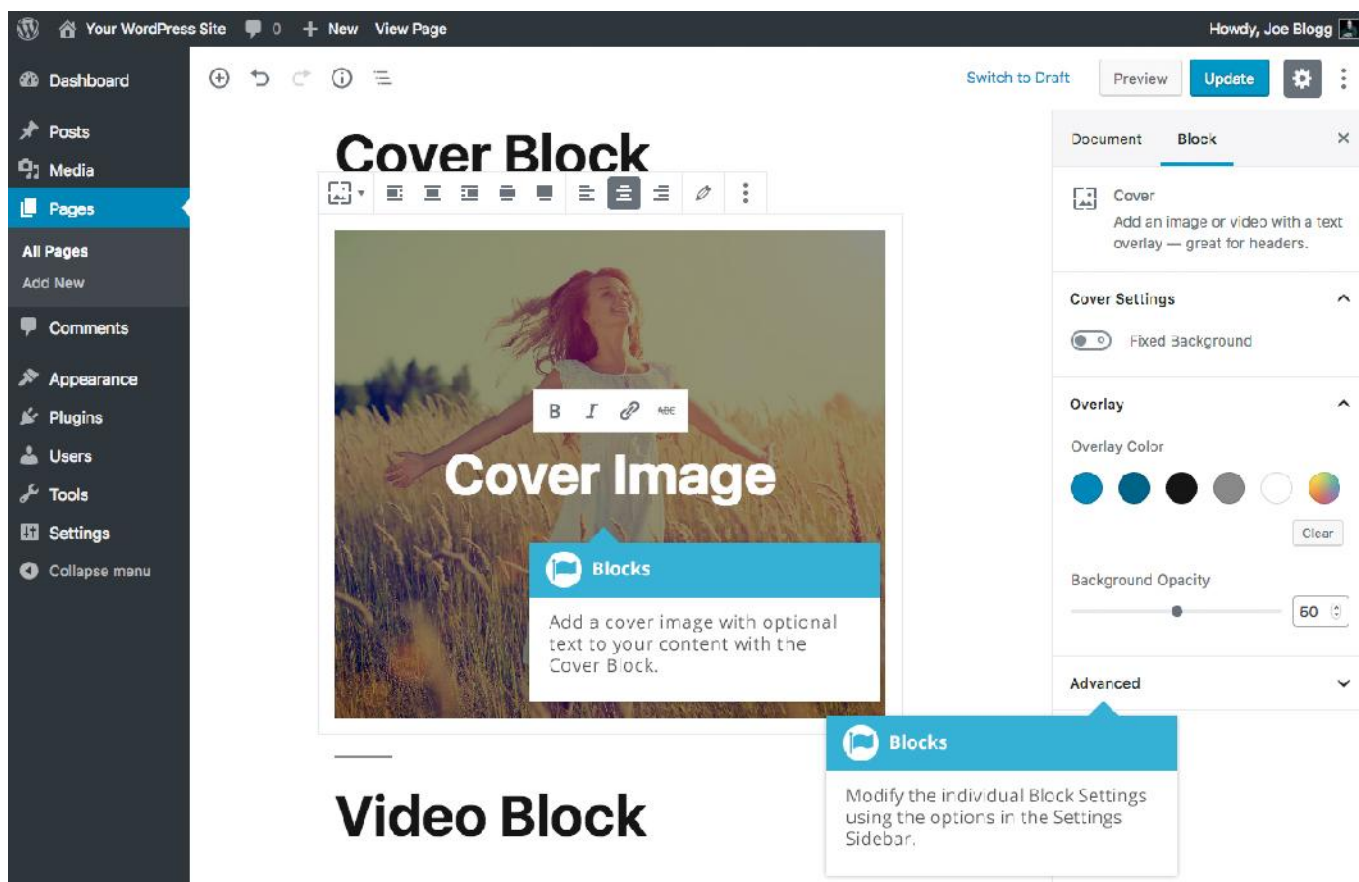 Your WordPress Site 0 + New View Page Howdy, Joe Blogg
Dashboard
Posts
Media
Pages
All Pages
Add New
Comments
Appearance
Plugins
Users
Tools
Settings
Collapse menu
Switch to Draft Preview Update
Cover Block
B I ABC
Cover Image
Blocks
Add a cover image with optional
text to your content with the
Cover Block.
Video Block
Document Block
Cover
Add an image or video with a text
overlay — great for headers.
Cover Settings
Fixed Background
Overlay
Overlay Color
Clear
Background Opacity
50
Advanced
Blocks
Modify the individual Block Settings
using the options in the Settings
Sidebar.